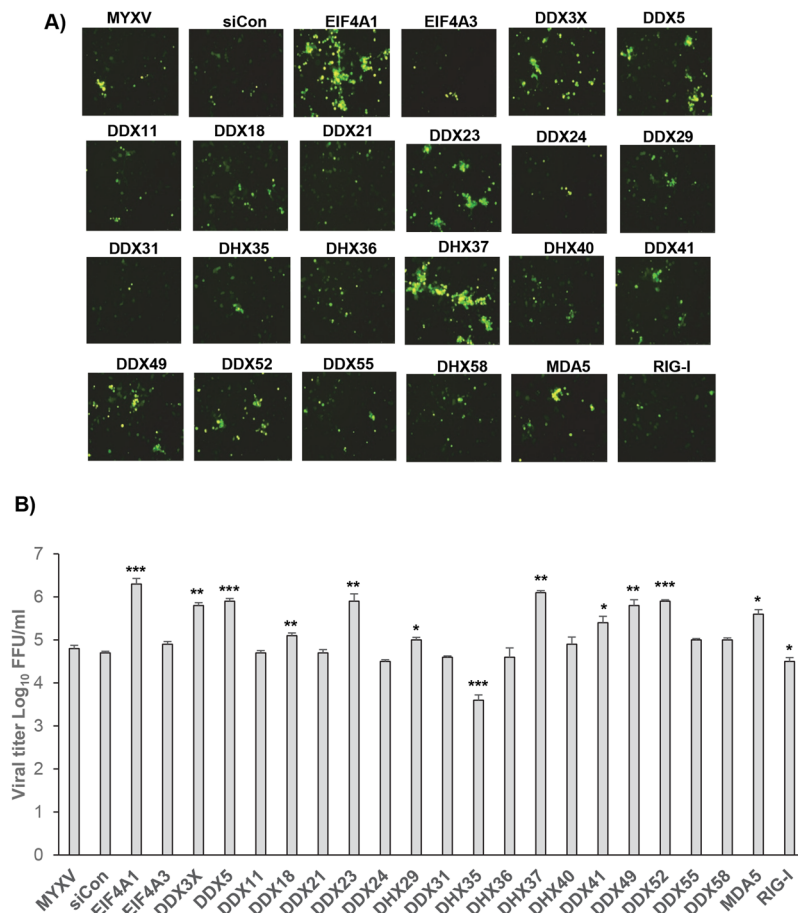 A)
MYXV siCon EIF4A1 EIF4A3 DDX3X DDX5
DDX11 DDX18 DDX21 DDX23 DDX24 DDX29
DDX31 DHX35 DHX36 DHX37 DHX40 DDX41
DDX49 DDX52 DDX55 DHX58 MDA5 RIG-I
B)
Viral titer Log10 FFU/ml
7
6
5
4
3
2
1
0
*** ** *** ** ** * *** ** * ** *** * *
MYXV siCon EIF4A1 EIF4A3 DDX3X DDX5 DDX11 DDX18 DDX21 DDX23 DDX24 DHX29 DDX31 DHX35 DHX36 DHX37 DHX40 DDX41 DDX49 DDX52 DDX55 DDX58 MDA5 RIG-I